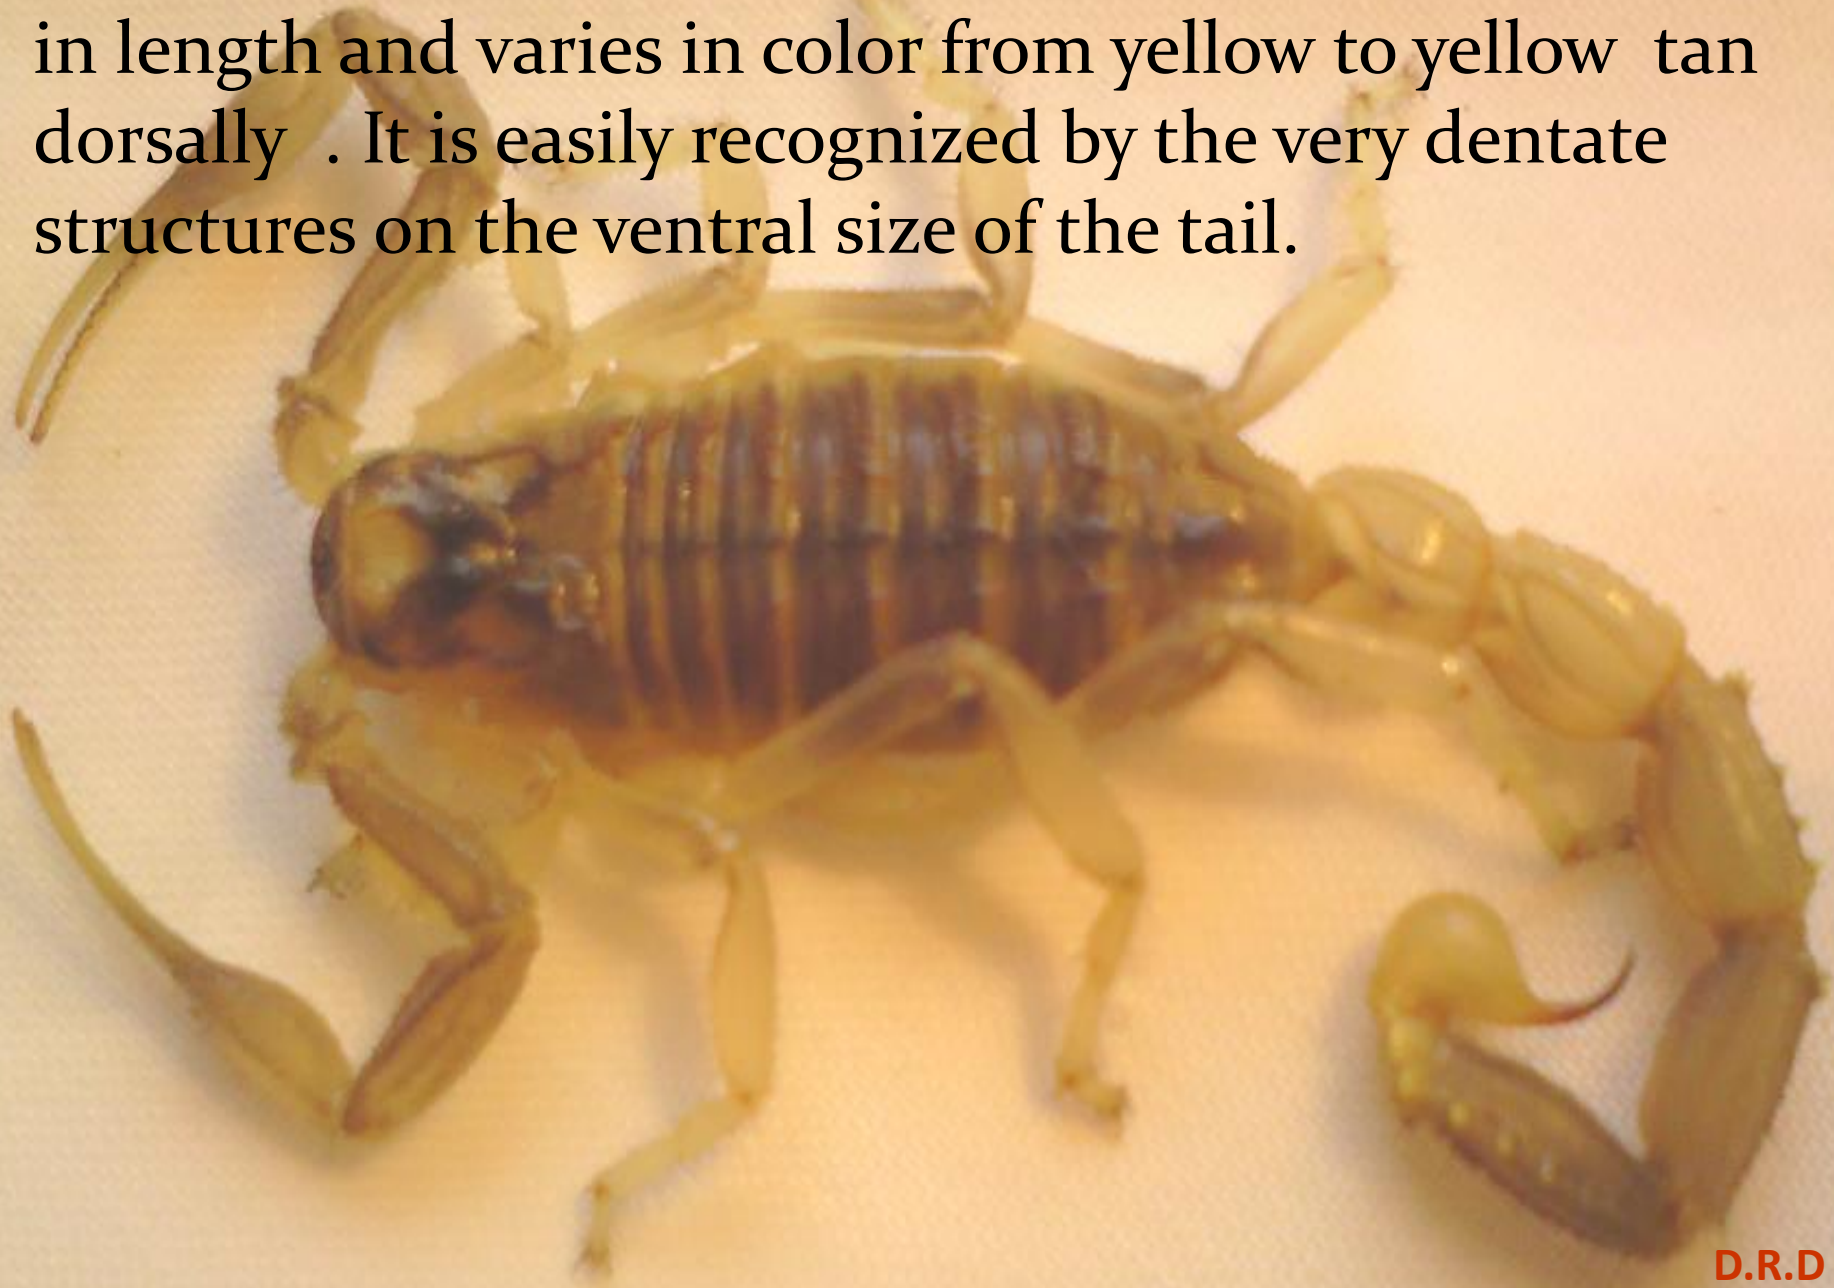 in length and varies in color from yellow to yellow  tan
dorsally  . It is easily recognized by the very dentate
structures on the ventral size of the tail.
D.R.D